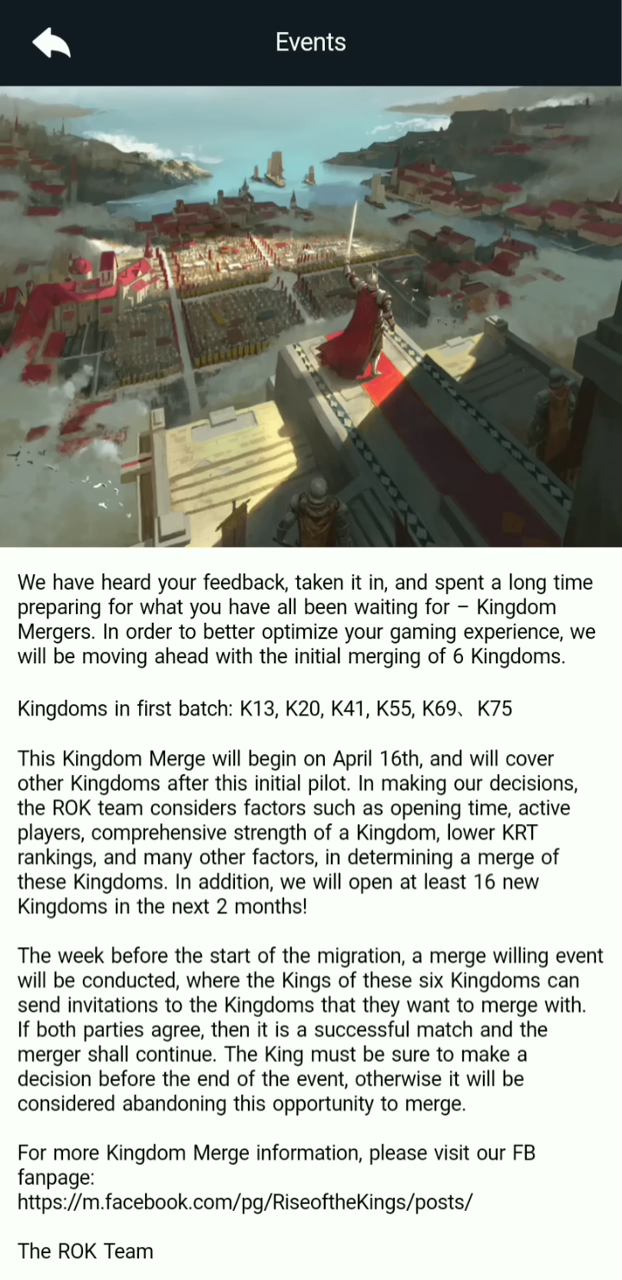 Events
We have heard your feedback, taken it in, and spent a long time
preparing for what you have all been waiting for – Kingdom
Mergers. In order to better optimize your gaming experience, we
will be moving ahead with the initial merging of 6 Kingdoms.
Kingdoms in first batch: K13, K20, K41, K55, K69、K75
This Kingdom Merge will begin on April 16th, and will cover
other Kingdoms after this initial pilot. In making our decisions,
the ROK team considers factors such as opening time, active
players, comprehensive strength of a Kingdom, lower KRT
rankings, and many other factors, in determining a merge of
these Kingdoms. In addition, we will open at least 16 new
Kingdoms in the next 2 months!
The week before the start of the migration, a merge willing event
will be conducted, where the Kings of these six Kingdoms can
send invitations to the Kingdoms that they want to merge with.
If both parties agree, then it is a successful match and the
merger shall continue. The King must be sure to make a
decision before the end of the event, otherwise it will be
considered abandoning this opportunity to merge.
For more Kingdom Merge information, please visit our FB
fanpage:
https://m.facebook.com/pg/RiseoftheKings/posts/
The ROK Team